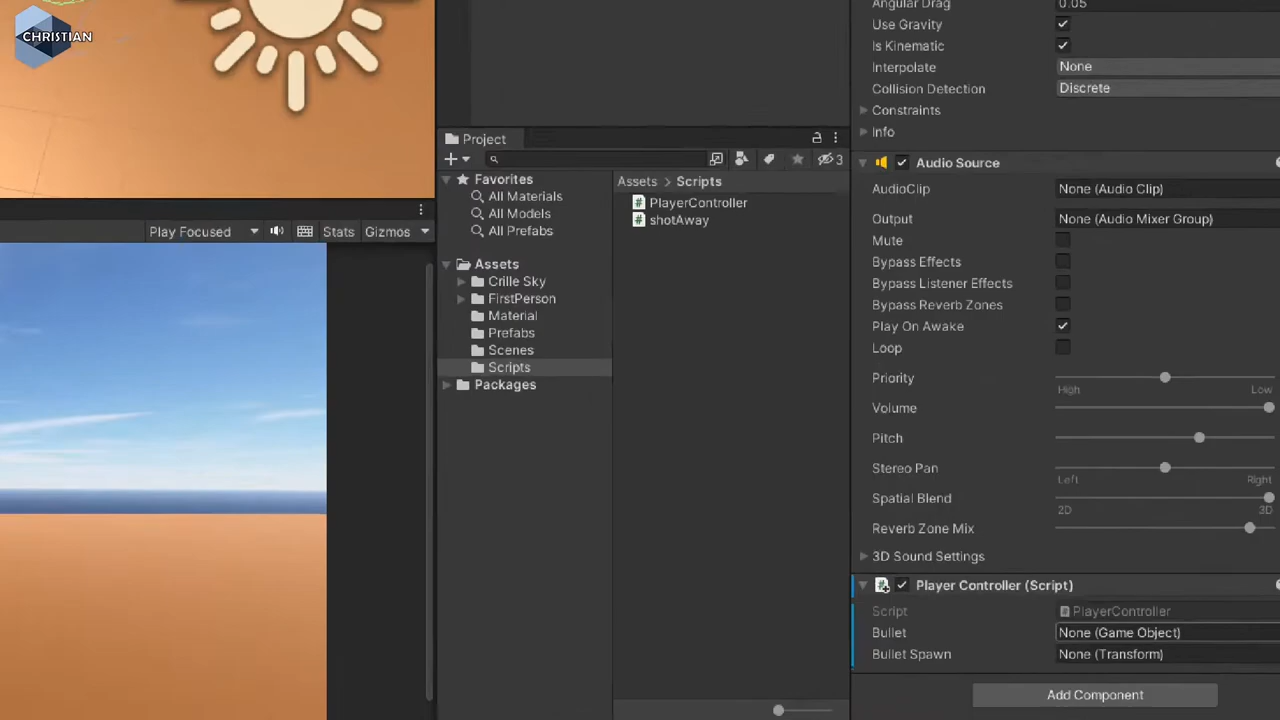 CHRISTIAN
Play Focused
Stats
Gizmos
Project
3
Favorites
All Materials
All Models
All Prefabs
Assets
Crille Sky
FirstPerson
Material
Prefabs
Scenes
Scripts
Packages
Assets > Scripts
PlayerController
shotAway
Angular Drag 0.05
Use Gravity
Is Kinematic
Interpolate None
Collision Detection Discrete
Constraints
Info
Audio Source
AudioClip None (Audio Clip)
Output None (Audio Mixer Group)
Mute
Bypass Effects
Bypass Listener Effects
Bypass Reverb Zones
Play On Awake
Loop
Priority
High Low
Volume
Pitch
Stereo Pan
Left Right
Spatial Blend
2D 3D
Reverb Zone Mix
3D Sound Settings
# Player Controller (Script)
Script PlayerController
Bullet None (Game Object)
Bullet Spawn None (Transform)
Add Component